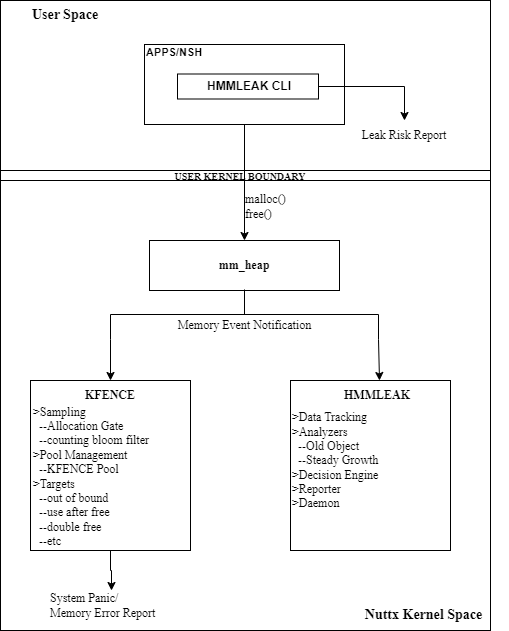 User Space
APPS/NSH
HMMLEAK CLI
Leak Risk Report
USER KERNEL BOUNDARY
malloc()
free()
mm_heap
Memory Event Notification
KFENCE
>Sampling
--Allocation Gate
--counting bloom filter
>Pool Management
--KFENCE Pool
>Targets
--out of bound
--use after free
--double free
--etc
HMMLEAK
>Data Tracking
>Analyzers
--Old Object
--Steady Growth
>Decision Engine
>Reporter
>Daemon
System Panic/
Memory Error Report
Nuttx Kernel Space